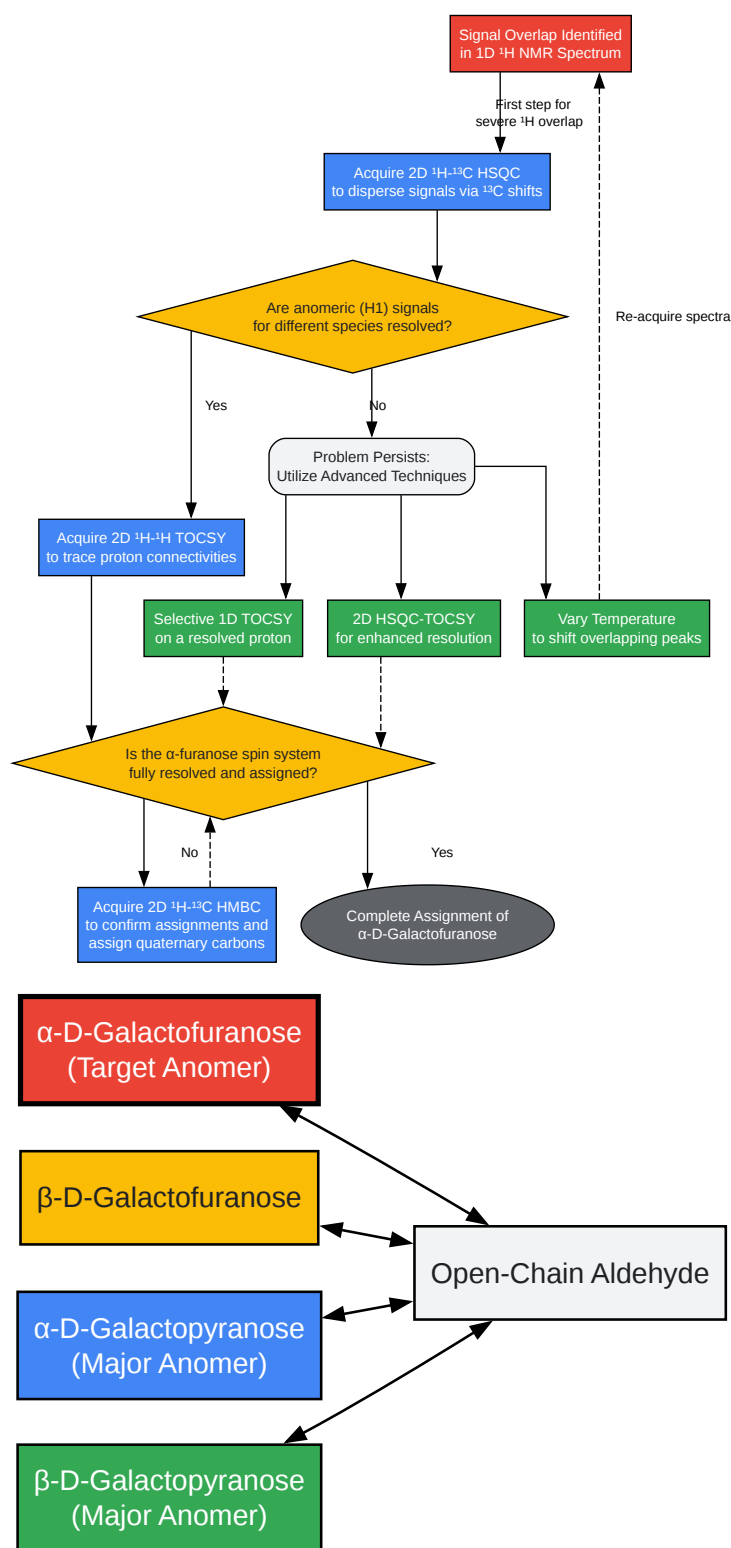 Signal Overlap Identified
in 1D ¹H NMR Spectrum
First step for
severe ¹H overlap
Acquire 2D ¹H-¹³C HSQC
to disperse signals via ¹³C shifts
Are anomeric (H1) signals
for different species resolved?
Re-acquire spectra
Yes
No
Problem Persists:
Utilize Advanced Techniques
Acquire 2D ¹H-¹H TOCSY
to trace proton connectivities
Selective 1D TOCSY
on a resolved proton
2D HSQC-TOCSY
for enhanced resolution
Vary Temperature
to shift overlapping peaks
Is the α-furanose spin system
fully resolved and assigned?
No
Yes
Acquire 2D ¹H-¹³C HMBC
to confirm assignments and
assign quaternary carbons
Complete Assignment of
α-D-Galactofuranose
α-D-Galactofuranose
(Target Anomer)
β-D-Galactofuranose
Open-Chain Aldehyde
α-D-Galactopyranose
(Major Anomer)
β-D-Galactopyranose
(Major Anomer)